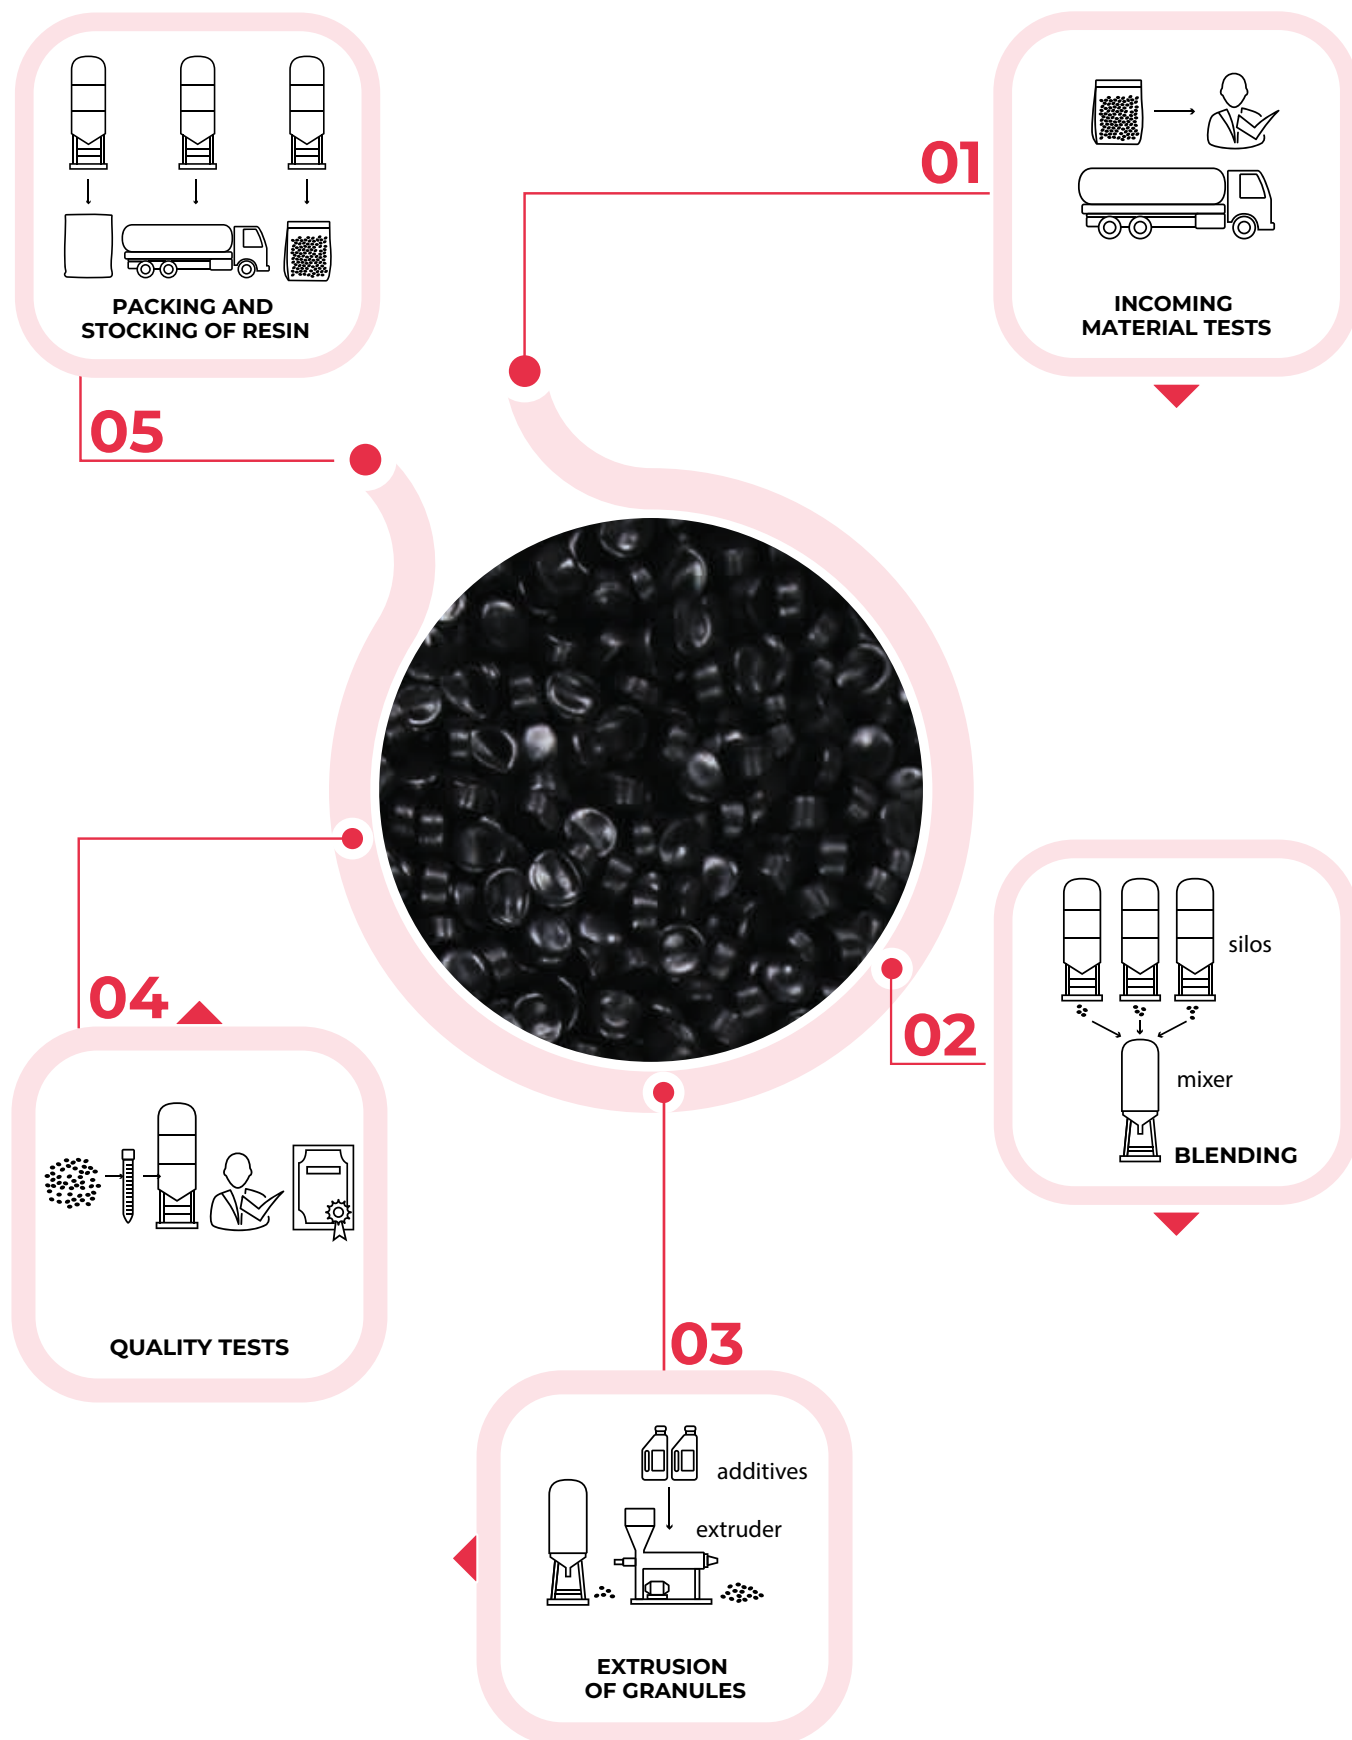 01
INCOMING
MATERIAL TESTS
02
silos
mixer
BLENDING
03
additives
extruder
EXTRUSION
OF GRANULES
04
QUALITY TESTS
05
PACKING AND
STOCKING OF RESIN